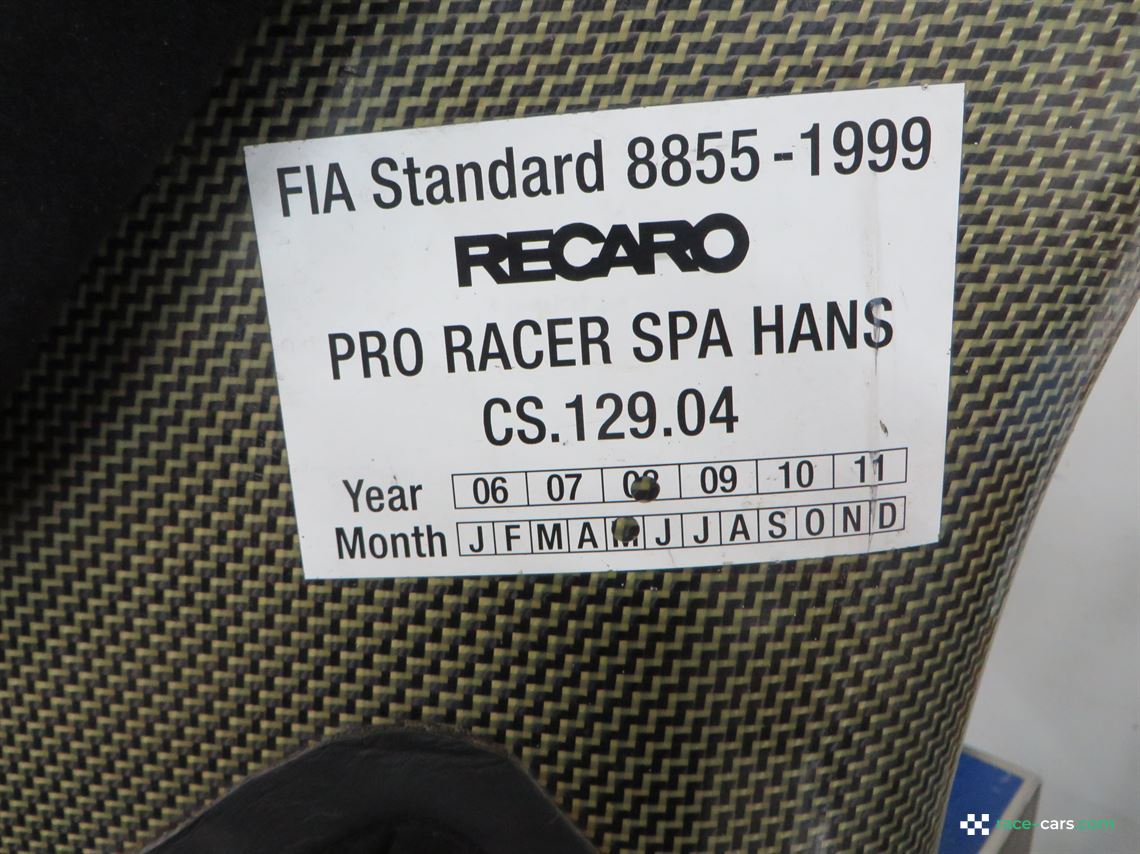 FIA Standard 8855-1999
RECARO
PRO RACER SPA HANS
CS.129.04
Year 06 07 08 09 10 11
Month J F M A M J J A S O N D
race-cars.com